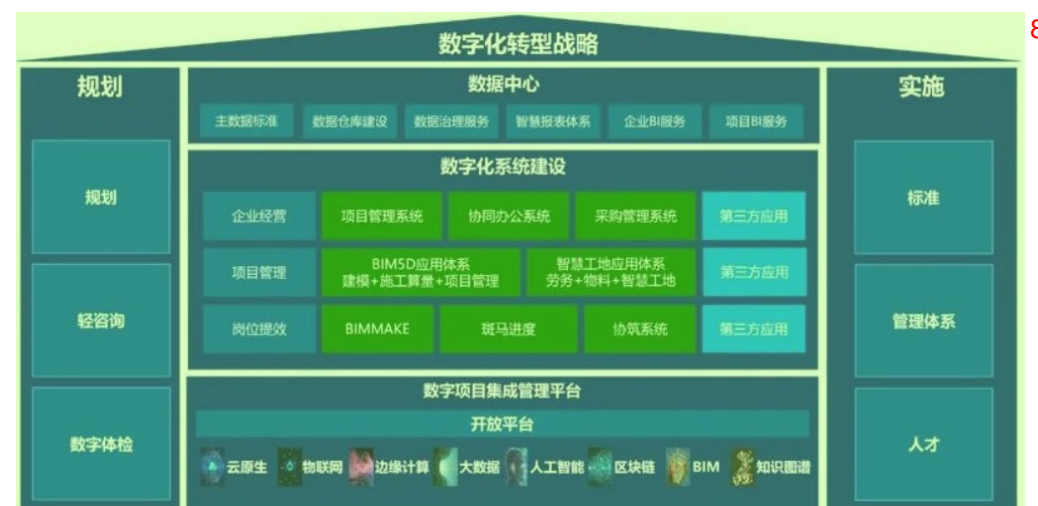 数字化转型战略
8
规划
规划
轻咨询
数字体检
数据中心
主数据标准 数据仓库建设 数据治理服务 智慧报表体系 企业BI服务 项目BI服务
数字化系统建设
企业经营 项目管理系统 协同办公系统 采购管理系统 第三方应用
项目管理
BIM5D应用体系
建模+施工算量+项目管理
智慧工地应用体系
劳务+物料+智慧工地
第三方应用
岗位提效 BIMMAKE 斑马进度 协筑系统 第三方应用
数字项目集成管理平台
开放平台
云原生 物联网 边缘计算 大数据 人工智能 区块链 BIM 知识图谱
实施
标准
管理体系
人才